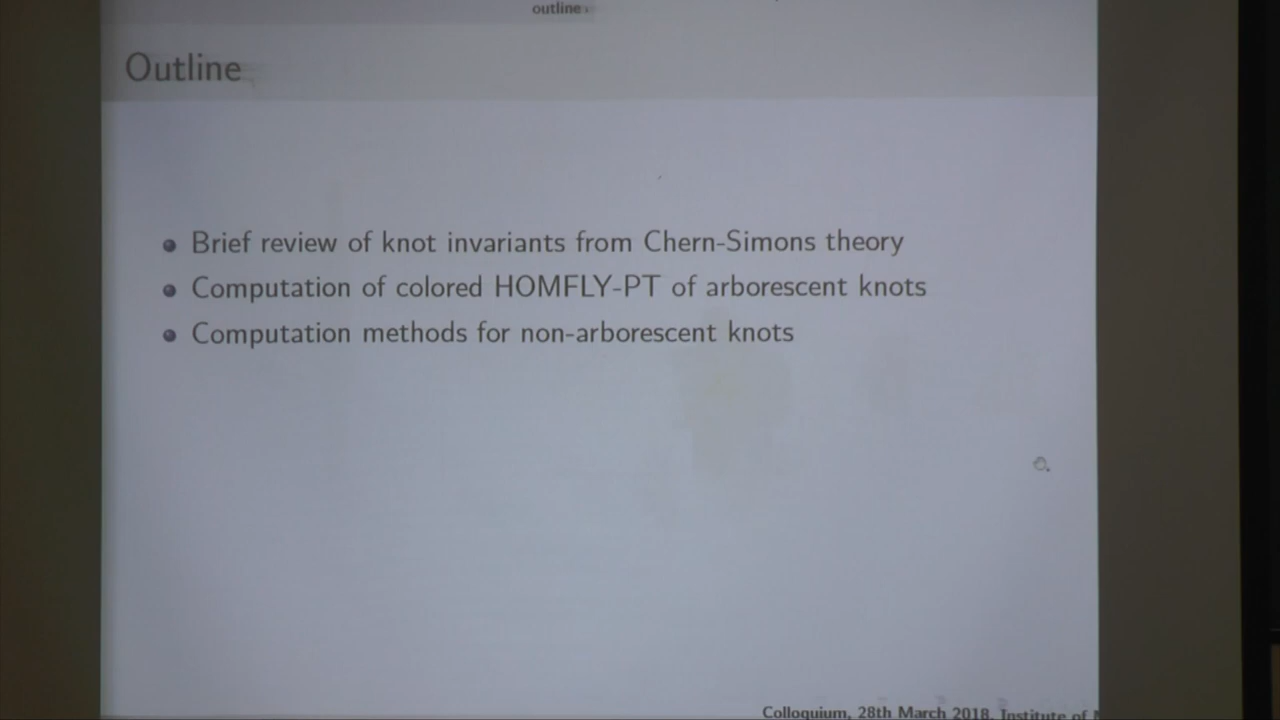 outline
Outline
Brief review of knot invariants from Chern-Simons theory
Computation of colored HOMFLY-PT of arborescent knots
Computation methods for non-arborescent knots
Colloquium, 28th March 2018, Institute of